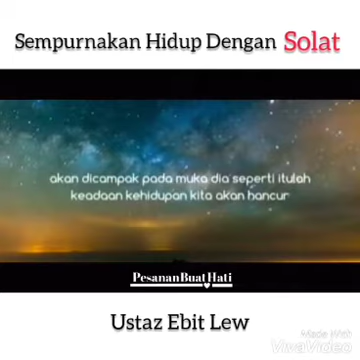 Sempurnakan Hidup Dengan Solat
akan dicampak pada muka dia seperti itulah
keadaan kehidupan kita akan hancur
PesananBuatHati
Ustaz Ebit Lew
Made With
VivaVideo